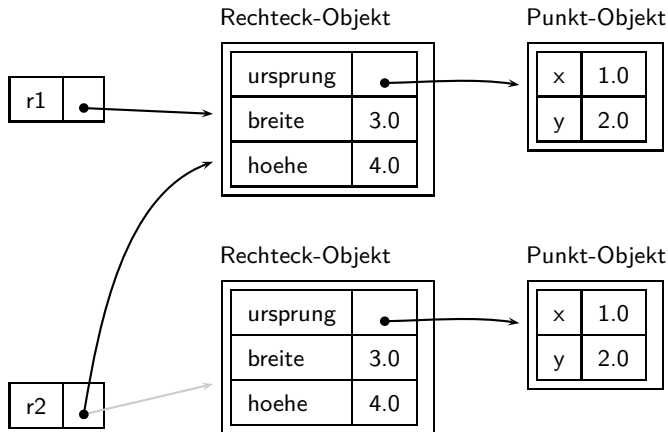 Rechteck-Objekt
Punkt-Objekt
r1
ursprung
breite 3.0
hoehe 4.0
x 1.0
y 2.0
Rechteck-Objekt
Punkt-Objekt
r2
ursprung
breite 3.0
hoehe 4.0
x 1.0
y 2.0